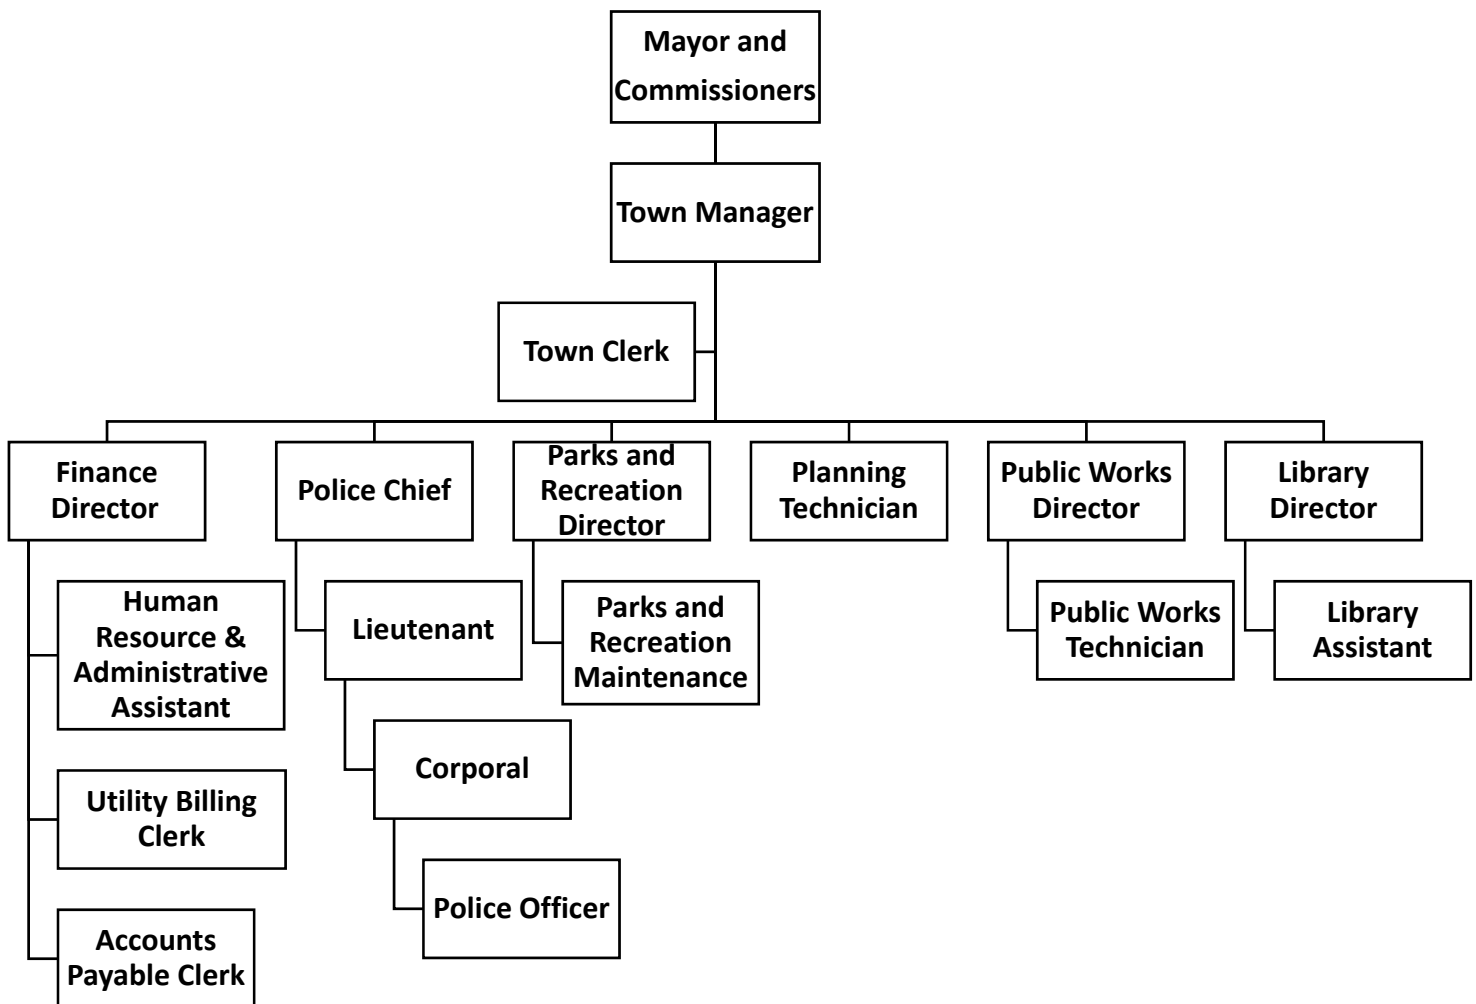 Mayor and
Commissioners
Town Manager
Town Clerk
Finance
Director
Police Chief
Parks and
Recreation
Director
Planning
Technician
Public Works
Director
Library
Director
Human
Resource &
Administrative
Assistant
Lieutenant
Parks and
Recreation
Maintenance
Public Works
Technician
Library
Assistant
Corporal
Utility Billing
Clerk
Police Officer
Accounts
Payable Clerk